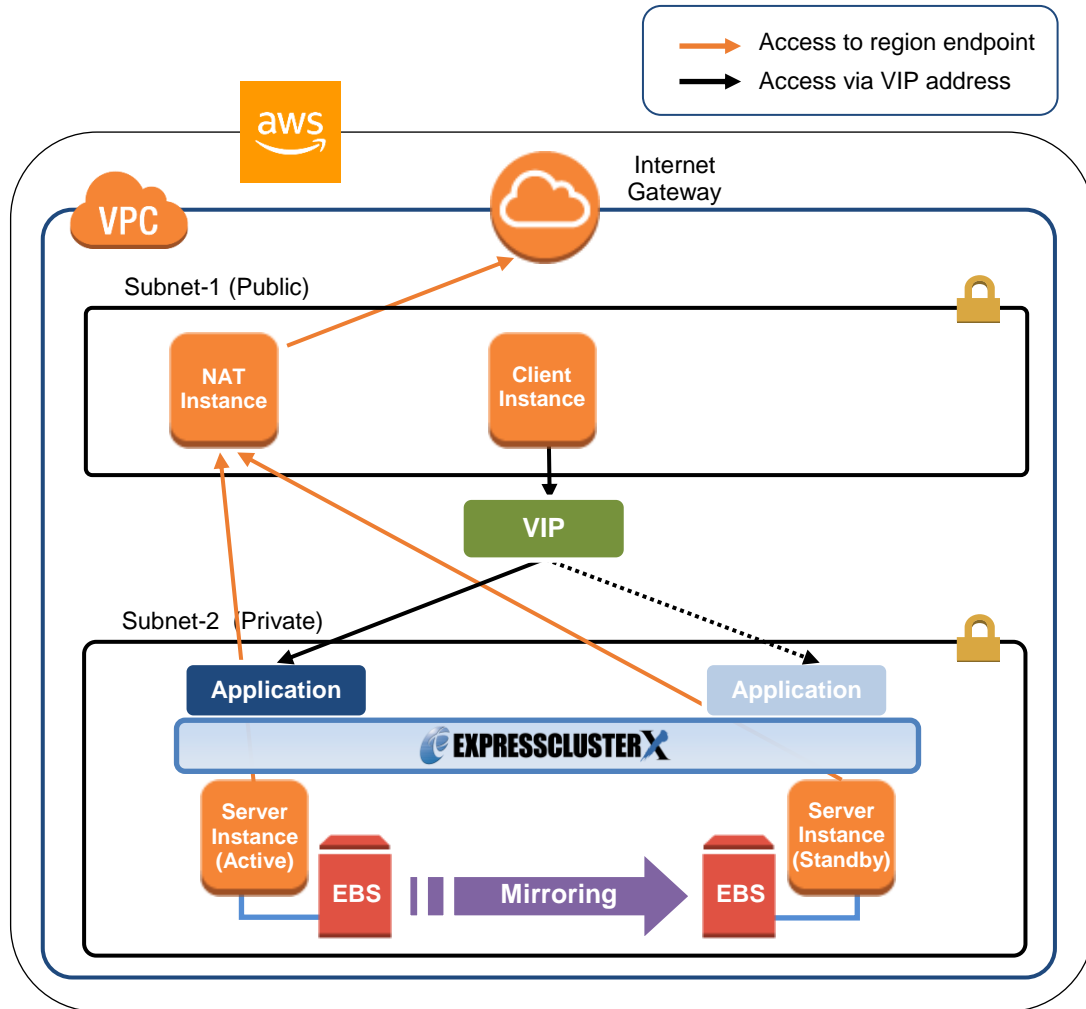 Access to region endpoint
Access via VIP address
aws
Internet
Gateway
VPC
Subnet-1 (Public)
NAT
Instance
Client
Instance
VIP
Subnet-2 (Private)
Application
Application
EXPRESSCLUSTER X
Server
Instance
(Active)
Server
Instance
(Standby)
EBS
Mirroring
EBS